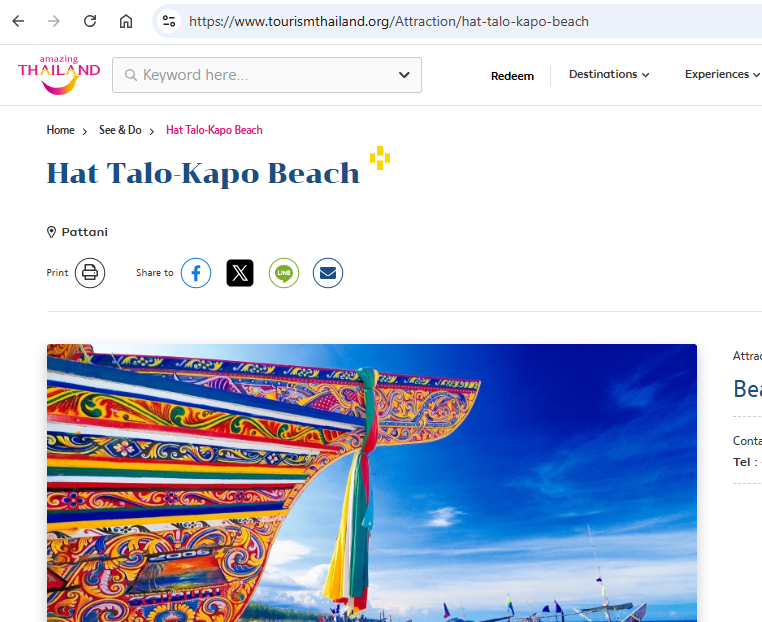 https://www.tourismthailand.org/Attraction/hat-talo-kapo-beach
amazing
THAILAND
Keyword here...
Redeem
Destinations
Experiences
Home > See & Do > Hat Talo-Kapo Beach
Hat Talo-Kapo Beach
Pattani
Print
Share to
LINE
Attrac
Bea
Conta
Tel :